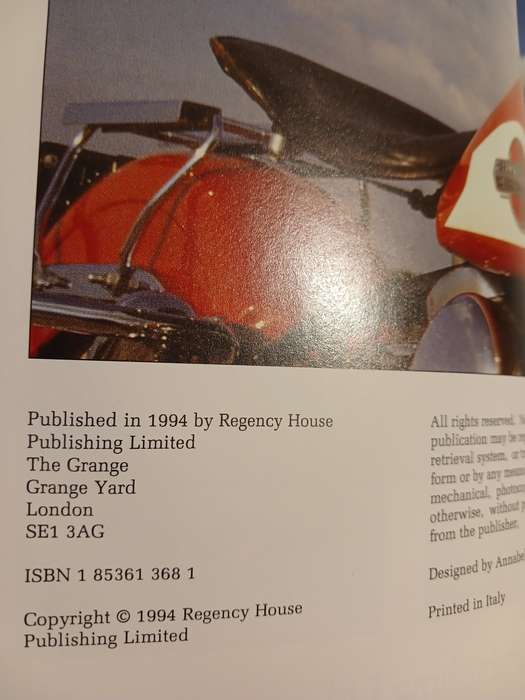 Published in 1994 by Regency House
Publishing Limited
The Grange
Grange Yard
London
SE1 3AG
ISBN 1 85361 368 1
Copyright © 1994 Regency House
Publishing Limited
All rights reserved.
publication may be
retrieval system, or
form or by any means
mechanical,
otherwise, without
from the publisher.
Designed by
Printed in Italy